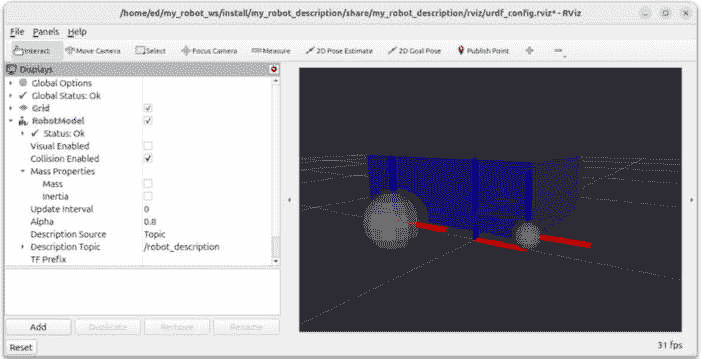 /home/ed/my_robot_ws/install/my_robot_description/share/my_robot_description/rviz/urdf_config.rviz* - RViz
File Panels Help
Interact Move Camera Select Focus Camera Measure 2D Pose Estimate 2D Goal Pose Publish Point
Displays
Global Options
Global Status: Ok
Grid
RobotModel
Status: Ok
Visual Enabled
Collision Enabled
Mass Properties
Mass
Inertia
Update Interval 0
Alpha 0.8
Description Source Topic
Description Topic /robot_description
TF Prefix
Add Duplicate Remove Rename
Reset
31 fps